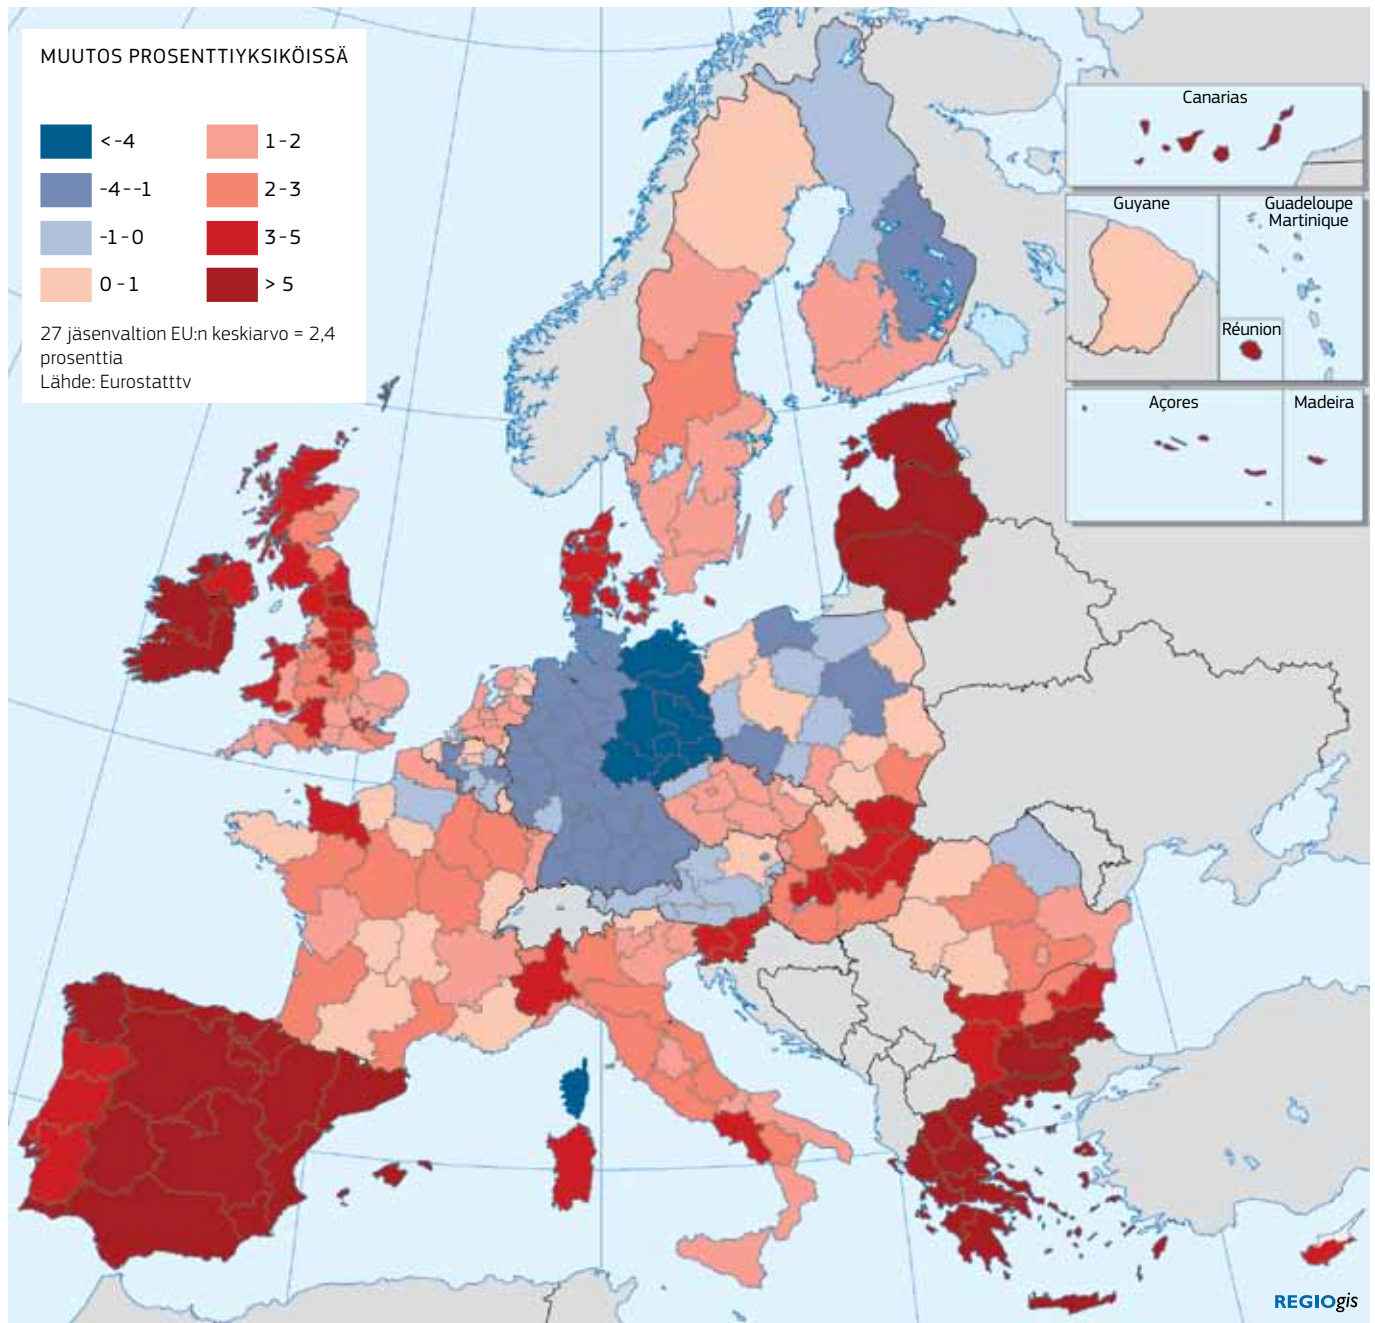 MUUTOS PROSENTTIYKSIKÖISSÄ
< -4
-4 - -1
-1 - 0
0 - 1
1 - 2
2 - 3
3 - 5
> 5
27 jäsenvaltion EU:n keskiarvo = 2,4
prosenttia
Lähde: Eurostatttv
Canarias
Guyane
Guadeloupe
Martinique
Réunion
Açores
Madeira
REGIOgis